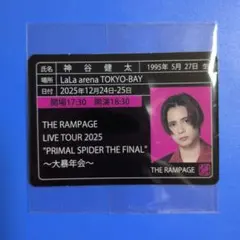 氏名 神谷健太 1995年 5月 27日 生
場所 LaLa arena TOKYO-BAY
日付 2025年12月24日-25日
開場17:30 開演18:30
THE RAMPAGE
LIVE TOUR 2025
"PRIMAL SPIDER THE FINAL"
～大暴年会～
THE RAMPAGE